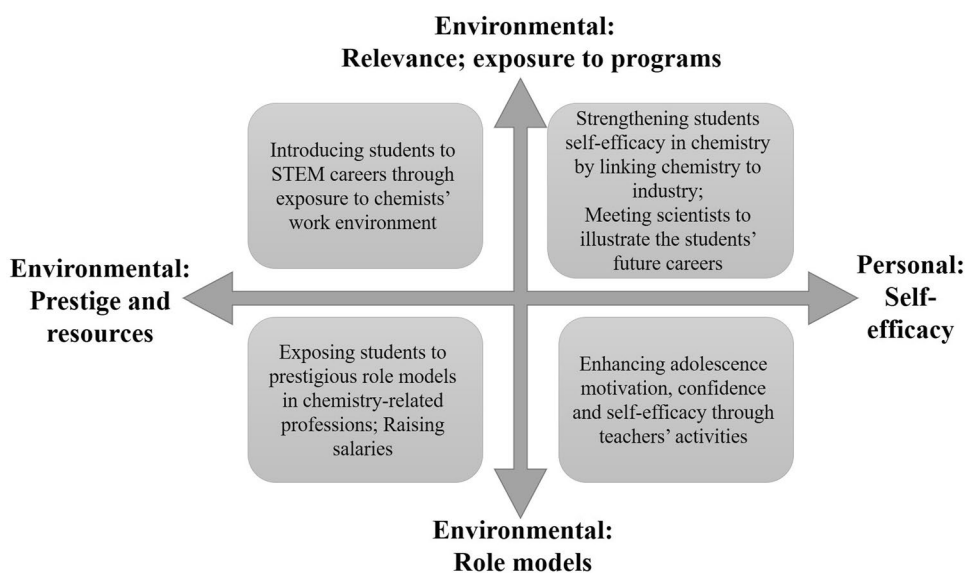 Environmental:
Relevance; exposure to programs
Introducing students to
STEM careers through
exposure to chemists'
work environment
Strengthening students
self-efficacy in chemistry
by linking chemistry to
industry;
Meeting scientists to
illustrate the students'
future careers
Environmental:
Prestige and
resources
Personal:
Self-
efficacy
Exposing students to
prestigious role models
in chemistry-related
professions; Raising
salaries
Enhancing adolescence
motivation, confidence
and self-efficacy through
teachers' activities
Environmental:
Role models